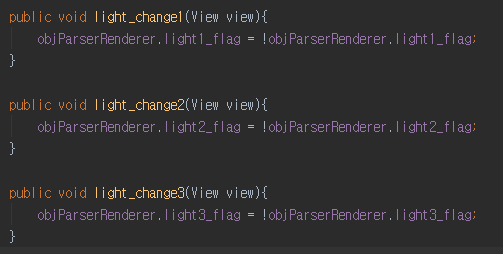 public void light_change1(View view){
    objParserRenderer.light1_flag = !objParserRenderer.light1_flag;
}

public void light_change2(View view){
    objParserRenderer.light2_flag = !objParserRenderer.light2_flag;
}

public void light_change3(View view){
    objParserRenderer.light3_flag = !objParserRenderer.light3_flag;
}